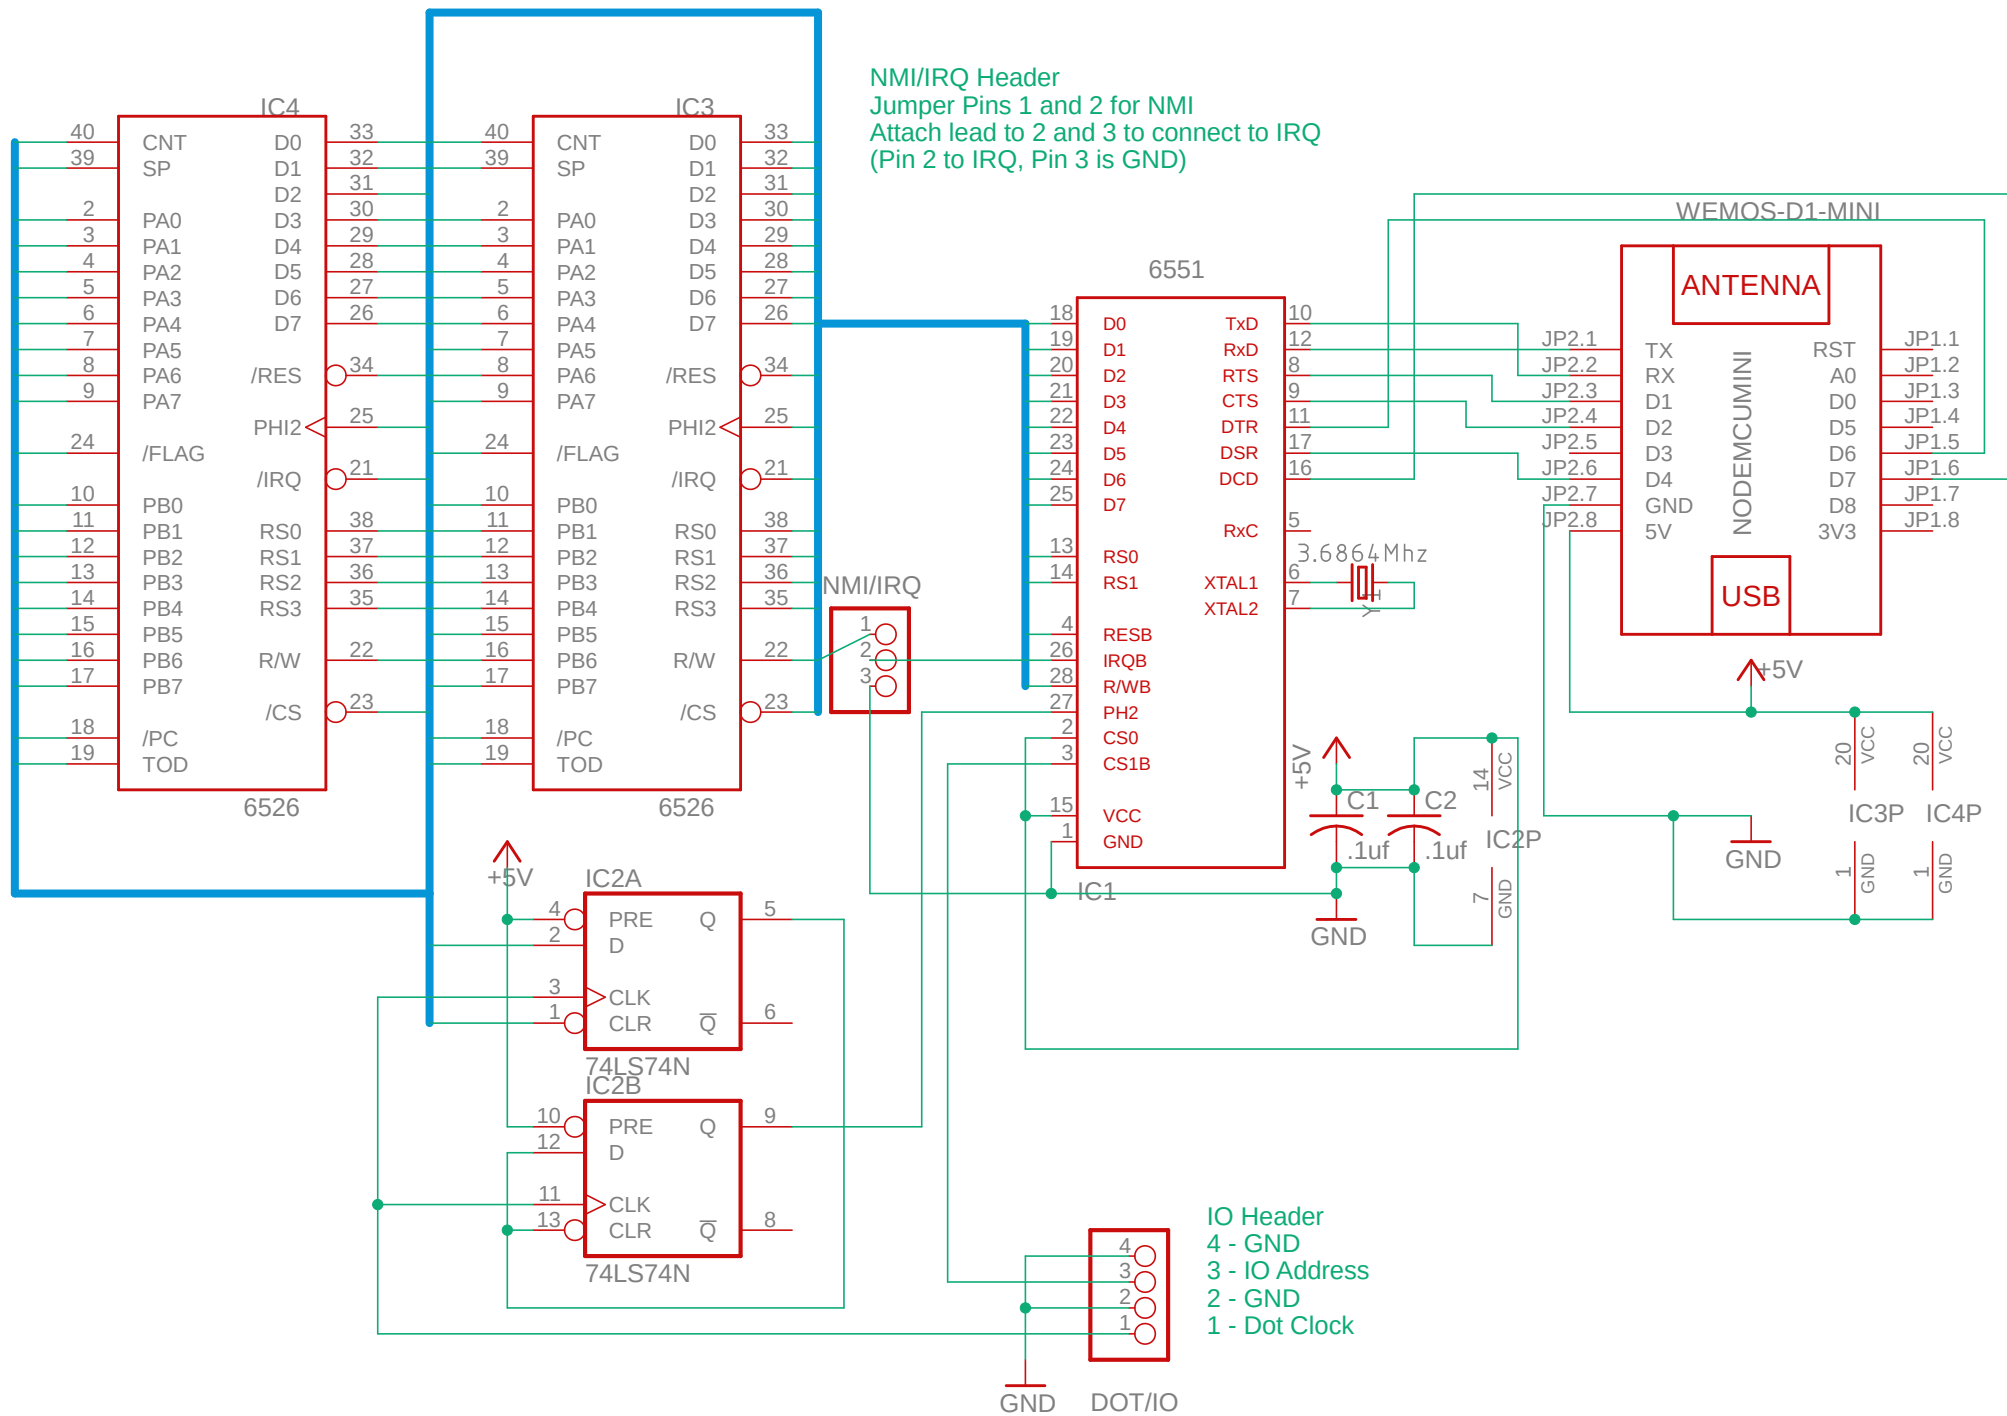 NMI/IRQ Header
Jumper Pins 1 and 2 for NMI
Attach lead to 2 and 3 to connect to IRQ
(Pin 2 to IRQ, Pin 3 is GND)
IC4
40 CNT D0 33
39 SP D1 32
D2 31
2 PA0 D3 30
3 PA1 D4 29
4 PA2 D5 28
5 PA3 D6 27
6 PA4 D7 26
7 PA5
8 PA6 /RES 34
9 PA7
PHI2 25
24 /FLAG
/IRQ 21
10 PB0
11 PB1 RS0 38
12 PB2 RS1 37
13 PB3 RS2 36
14 PB4 RS3 35
15 PB5
16 PB6 R/W 22
17 PB7
/CS 23
18 /PC
19 TOD
6526
IC3
40 CNT D0 33
39 SP D1 32
D2 31
2 PA0 D3 30
3 PA1 D4 29
4 PA2 D5 28
5 PA3 D6 27
6 PA4 D7 26
7 PA5
8 PA6 /RES 34
9 PA7
PHI2 25
24 /FLAG
/IRQ 21
10 PB0
11 PB1 RS0 38
12 PB2 RS1 37
13 PB3 RS2 36
14 PB4 RS3 35
15 PB5
16 PB6 R/W 22
17 PB7
/CS 23
18 /PC
19 TOD
6526
NMI/IRQ
1
2
3
6551
18 D0 TxD 10
19 D1 RxD 12
20 D2 RTS 8
21 D3 CTS 9
22 D4 DTR 11
23 D5 DSR 17
24 D6 DCD 16
25 D7
RxC 5
13 RS0
14 RS1 XTAL1 6
XTAL2 7
4 RESB
26 IRQB
28 R/WB
27 PH2
2 CS0
3 CS1B
15 VCC
1 GND
IC1
3.6864Mhz
Y1
WEMOS-D1-MINI
ANTENNA
NODEMCUMINI
JP2.1 TX RST JP1.1
JP2.2 RX A0 JP1.2
JP2.3 D1 D0 JP1.3
JP2.4 D2 D5 JP1.4
JP2.5 D3 D6 JP1.5
JP2.6 D4 D7 JP1.6
JP2.7 GND D8 JP1.7
JP2.8 5V 3V3 JP1.8
USB
+5V
20 VCC
20 VCC
IC3P IC4P
1 GND
1 GND
GND
+5V
C1 C2
.1uf .1uf
14 VCC
IC2P
7 GND
GND
+5V
IC2A
4 PRE Q 5
2 D
3 CLK
1 CLR Q 6
74LS74N
IC2B
10 PRE Q 9
12 D
11 CLK
13 CLR Q 8
74LS74N
IO Header
4 - GND
3 - IO Address
2 - GND
1 - Dot Clock
4
3
2
1
GND
DOT/IO